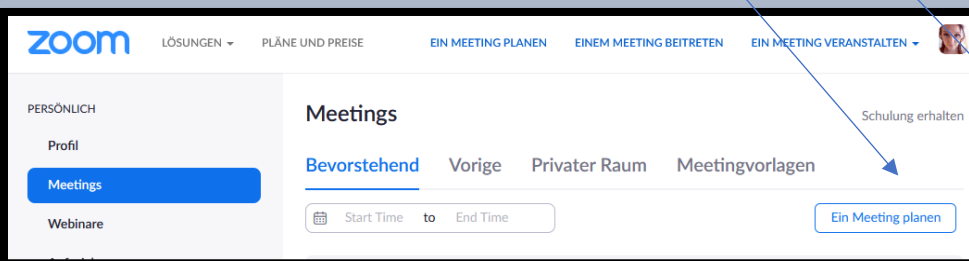 zoom LÖSUNGEN PLÄNE UND PREISE EIN MEETING PLANEN EINEM MEETING BEITRETEN EIN MEETING VERANSTALTEN
PERSÖNLICH
Profil
Meetings
Webinare
Meetings
Schulung erhalten
Bevorstehend Vorige Privater Raum Meetingvorlagen
Start Time to End Time
Ein Meeting planen